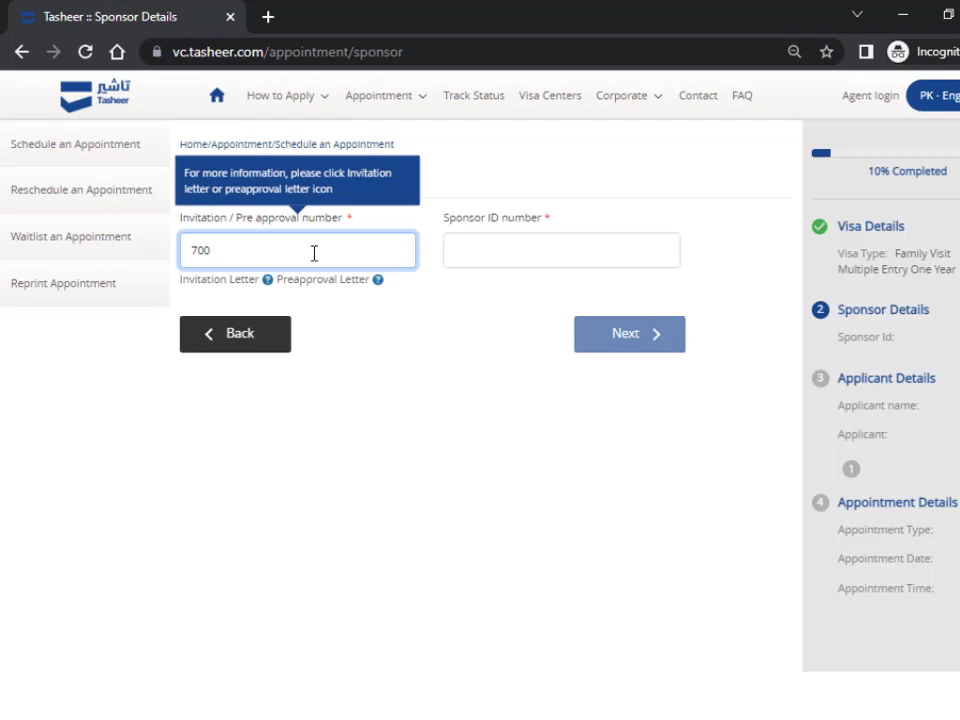 Tasheer :: Sponsor Details
vc.tasheer.com/appointment/sponsor
Incognit
تاشير
Tasheer
How to Apply
Appointment
Track Status
Visa Centers
Corporate
Contact
FAQ
Agent login
PK - Eng
Schedule an Appointment
Reschedule an Appointment
Waitlist an Appointment
Reprint Appointment
Home/Appointment/Schedule an Appointment
For more information, please click Invitation
letter or preapproval letter icon
Invitation / Pre approval number *
Sponsor ID number *
700
Invitation Letter ? Preapproval Letter ?
Back
Next
10% Completed
Visa Details
Visa Type: Family Visit
Multiple Entry One Year
2 Sponsor Details
Sponsor Id:
3 Applicant Details
Applicant name:
Applicant:
1
4 Appointment Details
Appointment Type:
Appointment Date:
Appointment Time: